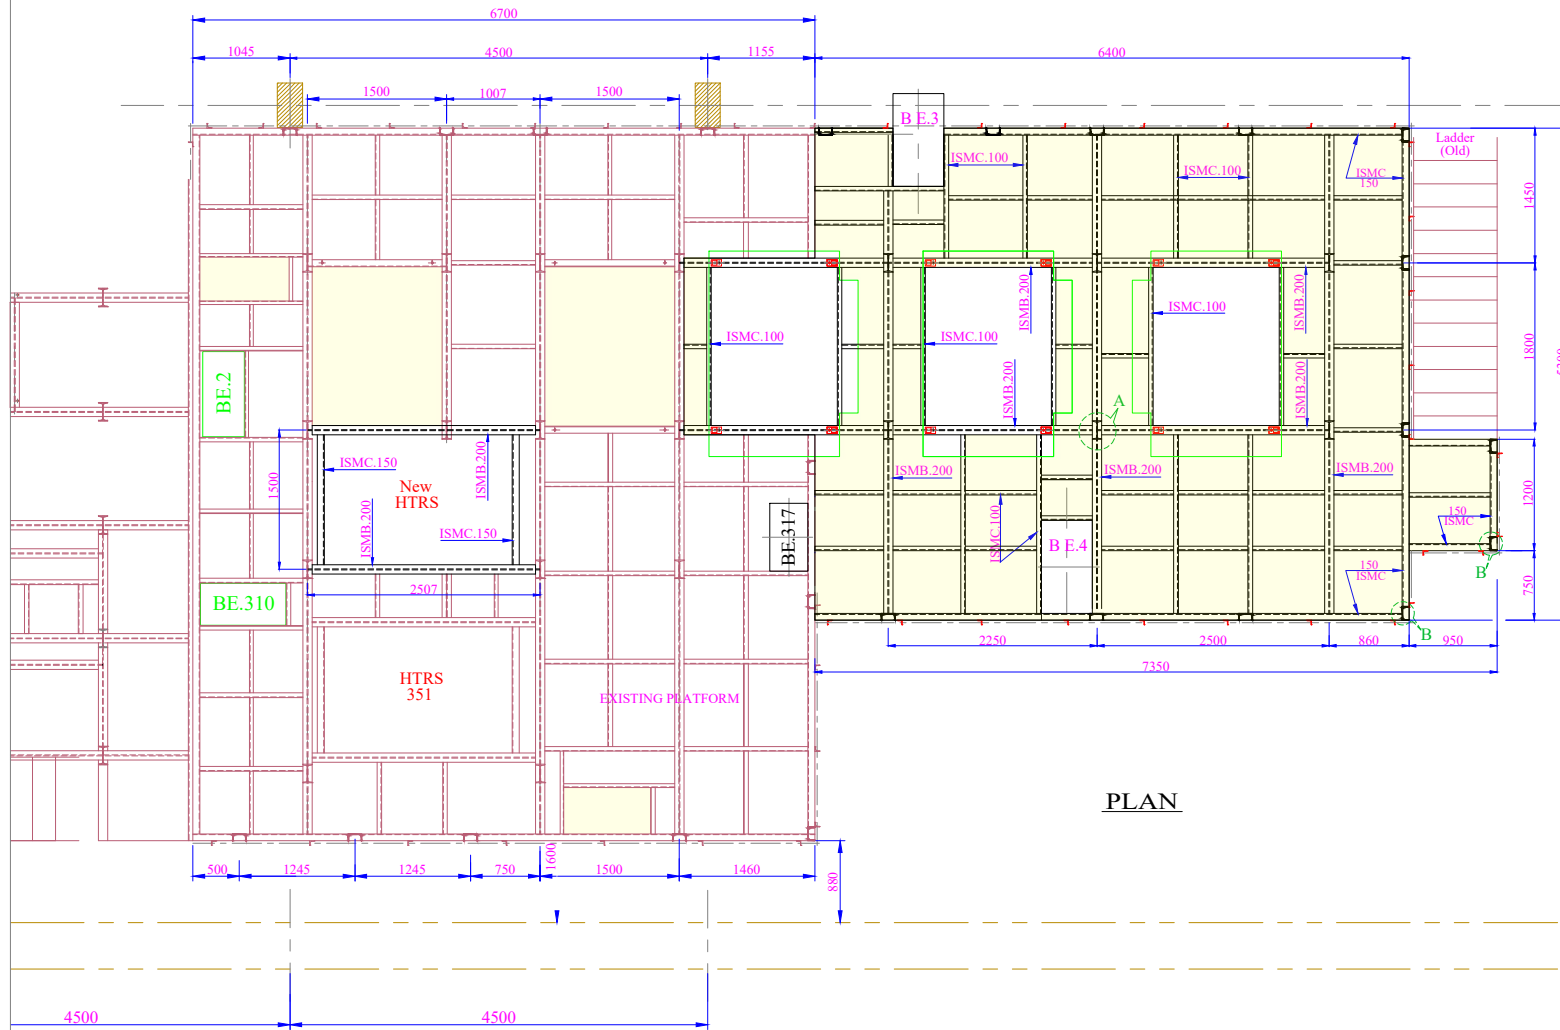 6700
1045
4500
1155
6400
1500
1007
1500
B E.3
Ladder
(Old)
ISMC.100
ISMC.100
ISMC
150
1450
ISMB.200
ISMB.200
ISMC.100
ISMC.100
ISMC.100
1800
BE.2
ISMB.200
ISMB.200
A
ISMC.150
ISMB.200
1500
New
HTRS
ISMB.200
ISMB.200
ISMB.200
ISMB.200
1200
ISMC.100
150
ISMC
ISMC.150
BE.317
B E.4
B
150
ISMC
750
2507
BE.310
B
2250
2500
860
950
7350
HTRS
351
EXISTING PLATFORM
PLAN
1600
500
1245
1245
750
1500
1460
880
4500
4500